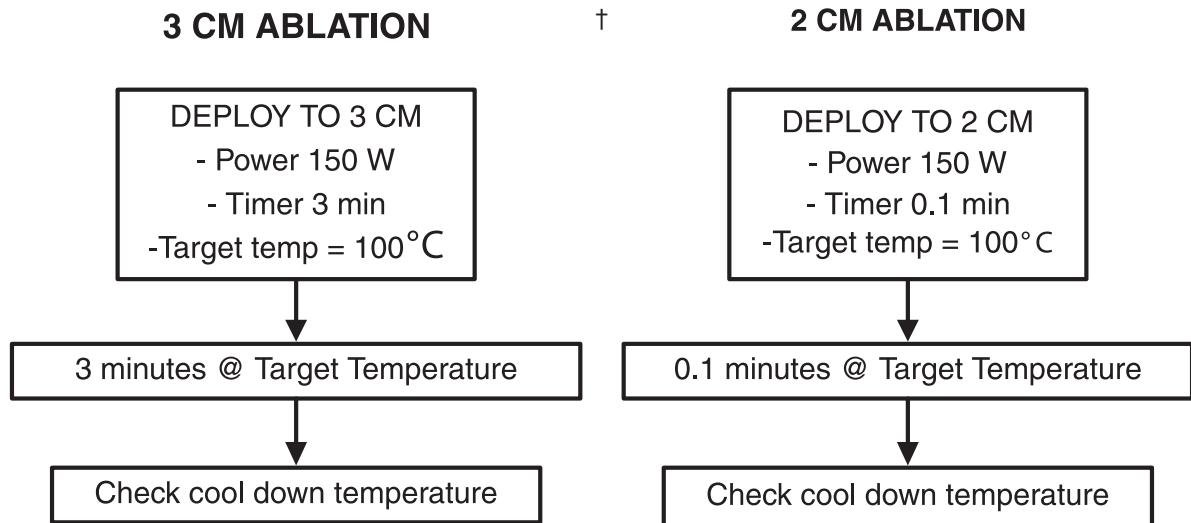 3 CM ABLATION
DEPLOY TO 3 CM
- Power 150 W
- Timer 3 min
-Target temp = 100°C
3 minutes @ Target Temperature
Check cool down temperature
†
2 CM ABLATION
DEPLOY TO 2 CM
- Power 150 W
- Timer 0.1 min
-Target temp = 100°C
0.1 minutes @ Target Temperature
Check cool down temperature